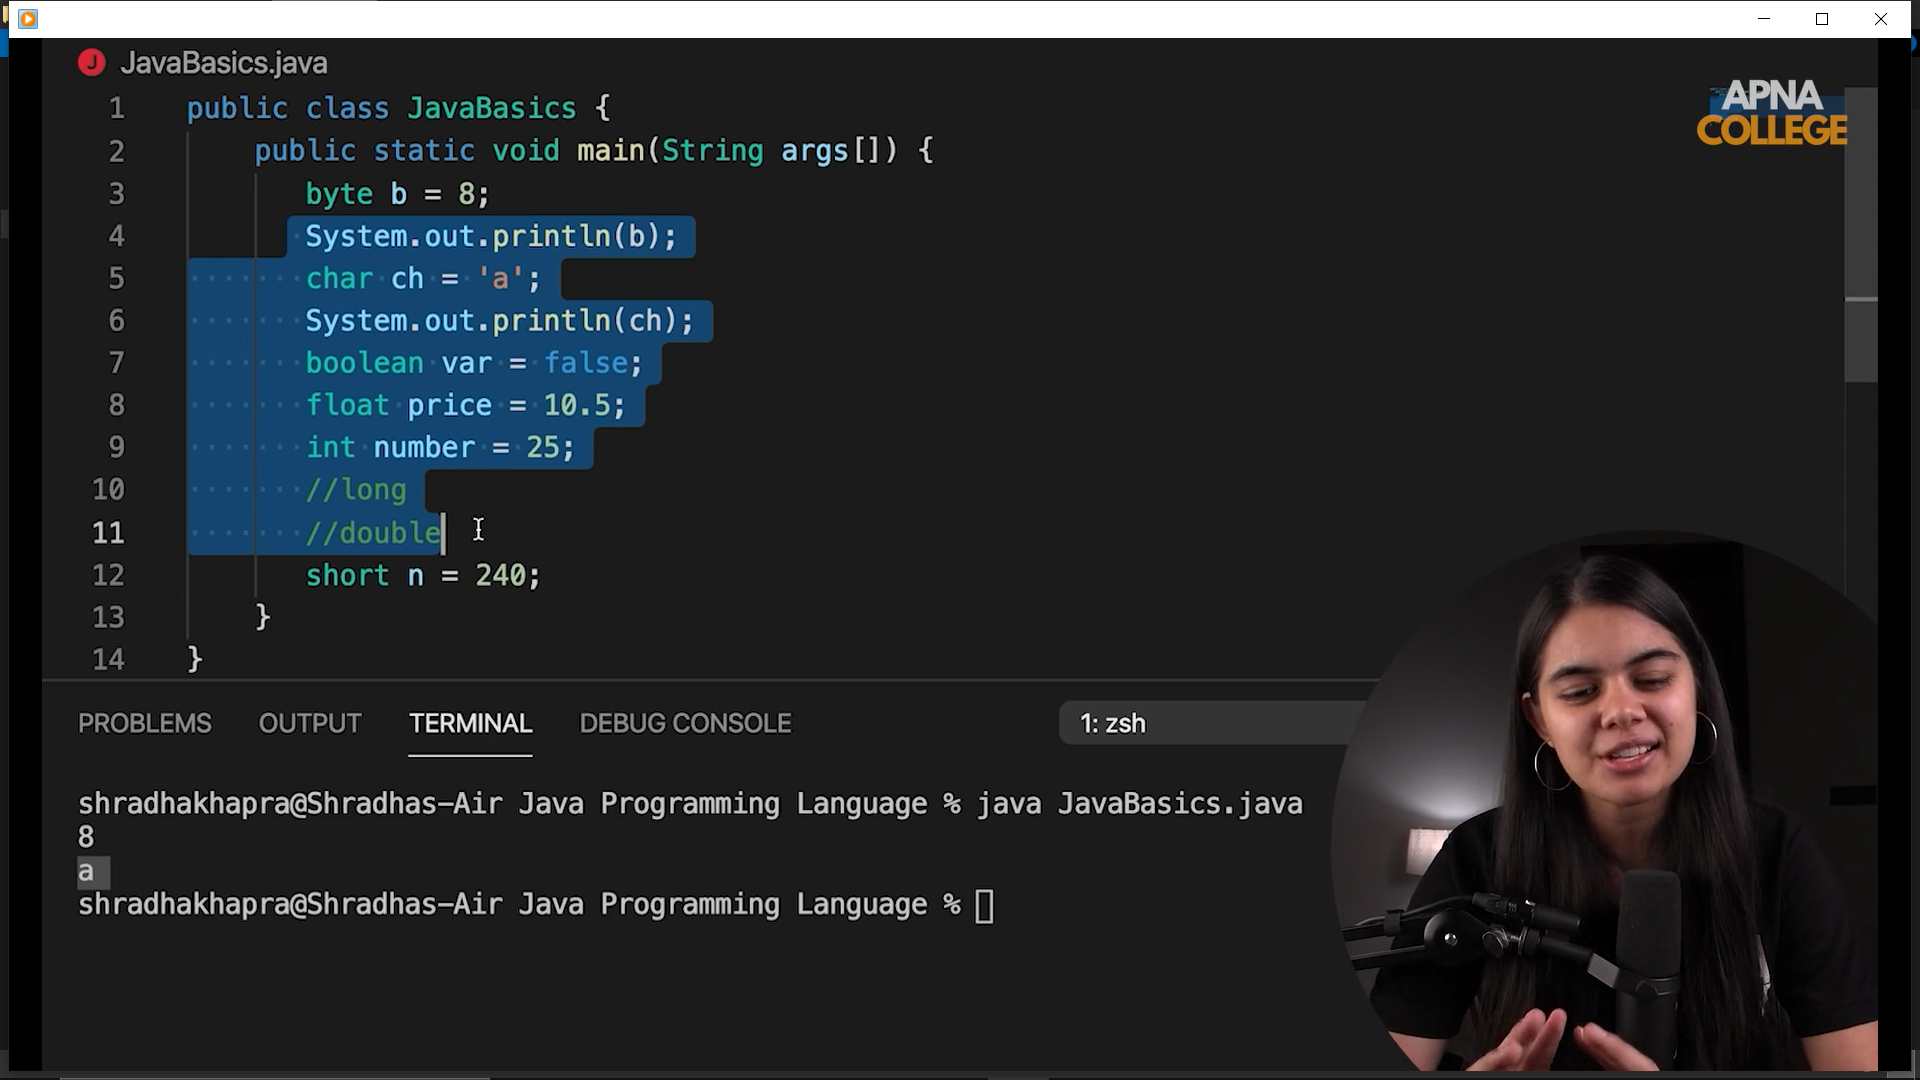 JavaBasics.java
APNA
COLLEGE
1 public class JavaBasics {
2 public static void main(String args[]) {
3 byte b = 8;
4 System.out.println(b);
5 char ch = 'a';
6 System.out.println(ch);
7 boolean var = false;
8 float price = 10.5;
9 int number = 25;
10 //long
11 //double
12 short n = 240;
13 }
14 }
PROBLEMS OUTPUT TERMINAL DEBUG CONSOLE 1: zsh
shradhakhapra@Shradhas-Air Java Programming Language % java JavaBasics.java
8
a
shradhakhapra@Shradhas-Air Java Programming Language %